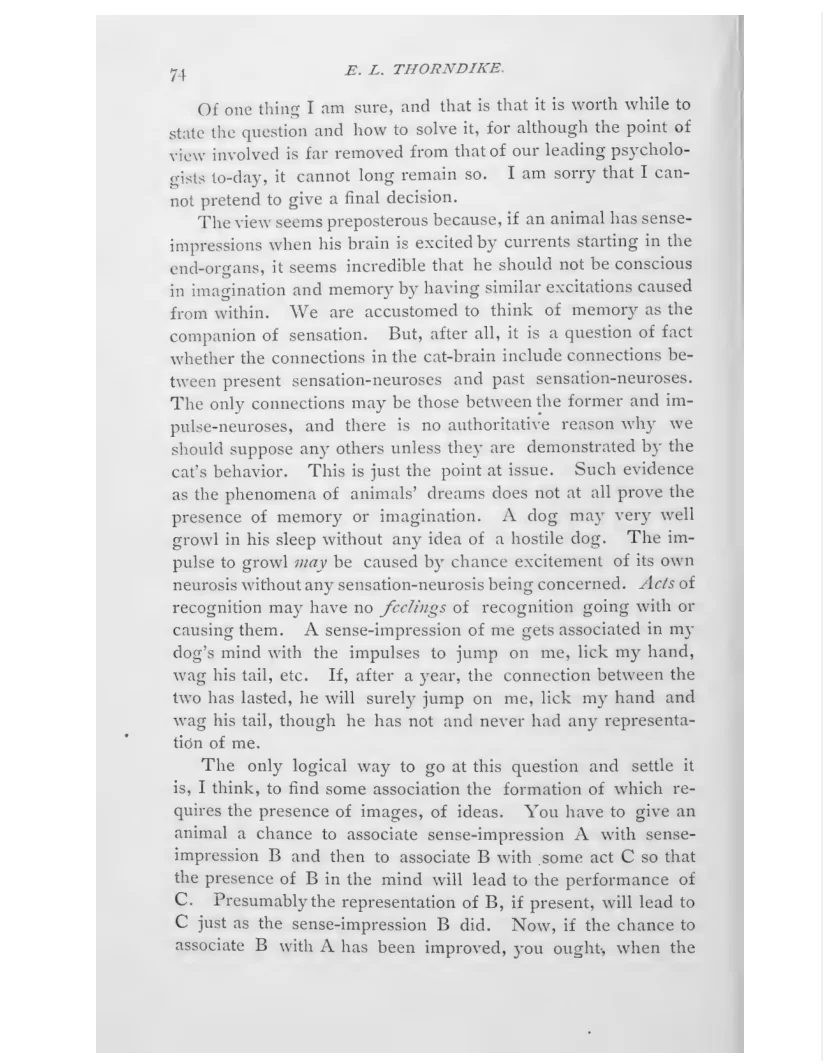 74
E. L. THORNDIKE.
Of one thing I am sure, and that is that it is worth while to
state the question and how to solve it, for although the point of
view involved is far removed from that of our leading psycholo-
gists to-day, it cannot long remain so. I am sorry that I can-
not pretend to give a final decision.
The view seems preposterous because, if an animal has sense-
impressions when his brain is excited by currents starting in the
end-organs, it seems incredible that he should not be conscious
in imagination and memory by having similar excitations caused
from within. We are accustomed to think of memory as the
companion of sensation. But, after all, it is a question of fact
whether the connections in the cat-brain include connections be-
tween present sensation-neuroses and past sensation-neuroses.
The only connections may be those between the former and im-
pulse-neuroses, and there is no authoritative reason why we
should suppose any others unless they are demonstrated by the
cat's behavior. This is just the point at issue. Such evidence
as the phenomena of animals' dreams does not at all prove the
presence of memory or imagination. A dog may very well
growl in his sleep without any idea of a hostile dog. The im-
pulse to growl may be caused by chance excitement of its own
neurosis without any sensation-neurosis being concerned. Acts of
recognition may have no feelings of recognition going with or
causing them. A sense-impression of me gets associated in my
dog's mind with the impulses to jump on me, lick my hand,
wag his tail, etc. If, after a year, the connection between the
two has lasted, he will surely jump on me, lick my hand and
wag his tail, though he has not and never had any representa-
tion of me.
The only logical way to go at this question and settle it
is, I think, to find some association the formation of which re-
quires the presence of images, of ideas. You have to give an
animal a chance to associate sense-impression A with sense-
impression B and then to associate B with some act C so that
the presence of B in the mind will lead to the performance of
C. Presumably the representation of B, if present, will lead to
C just as the sense-impression B did. Now, if the chance to
associate B with A has been improved, you ought, when the